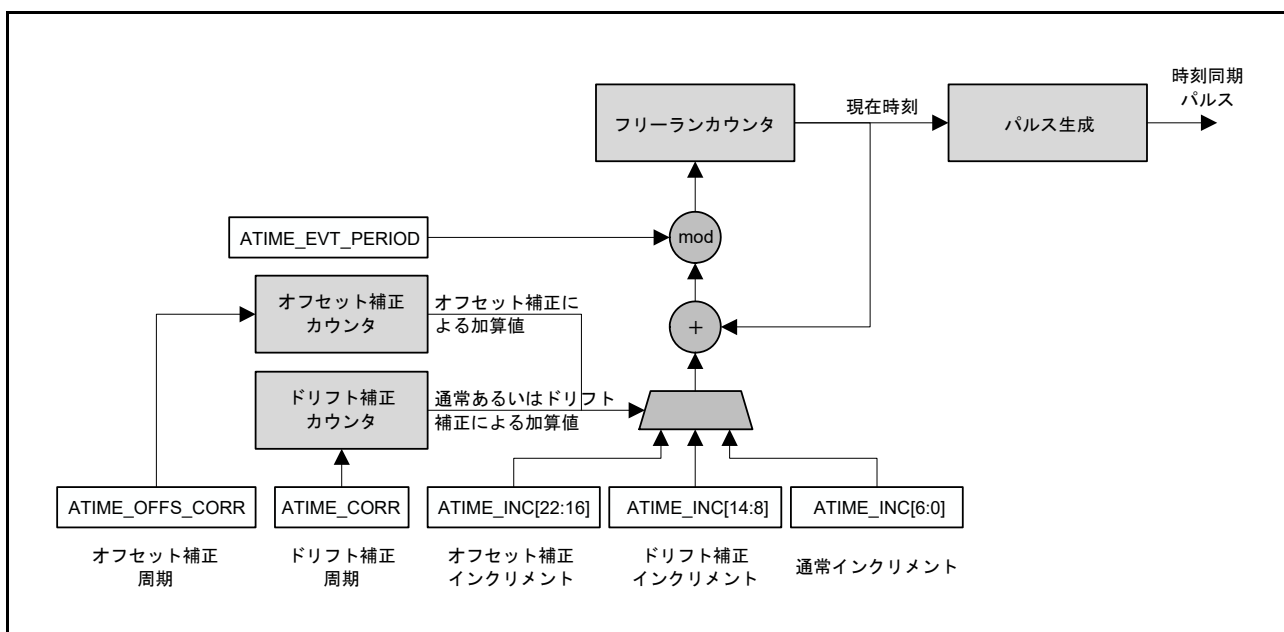 時刻同期
パルス
フリーランカウンタ
現在時刻
パルス生成
ATIME_EVT_PERIOD
mod
オフセット補正
カウンタ
オフセット補正に
よる加算値
+
ドリフト補正
カウンタ
通常あるいはドリフト
補正による加算値
ATIME_OFFS_CORR
ATIME_CORR
ATIME_INC[22:16]
ATIME_INC[14:8]
ATIME_INC[6:0]
オフセット補正
周期
ドリフト補正
周期
オフセット補正
インクリメント
ドリフト補正
インクリメント
通常インクリメント